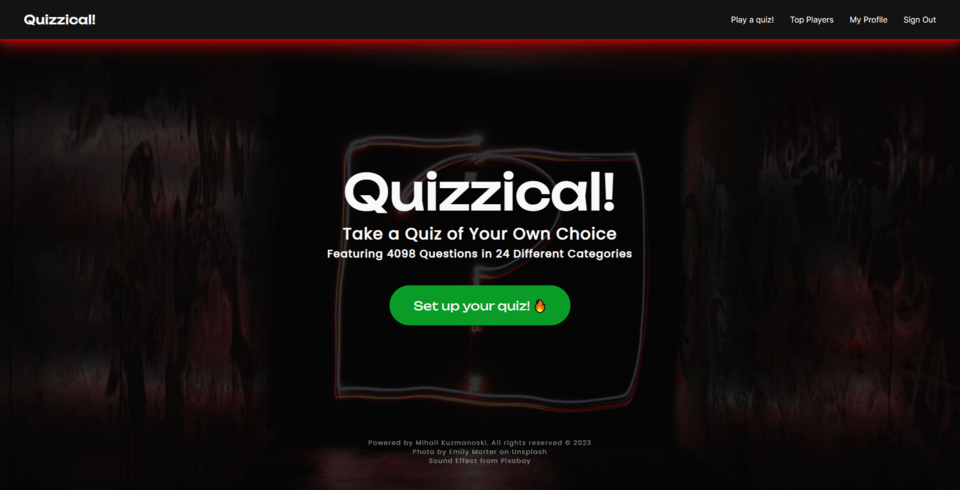 Quizzical!
Play a quiz! Top Players My Profile Sign Out
Quizzical!
Take a Quiz of Your Own Choice
Featuring 4098 Questions in 24 Different Categories
Set up your quiz! 🔥
Powered by Mihail Kuzmanoski. All rights reserved © 2023
Photo by Emily Morter on Unsplash
Sound Effect from Pixabay